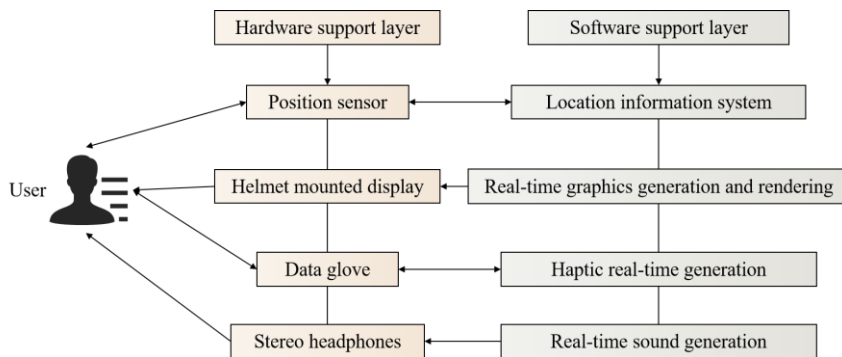 Hardware support layer
Software support layer
Position sensor
Location information system
User
Helmet mounted display
Real-time graphics generation and rendering
Data glove
Haptic real-time generation
Stereo headphones
Real-time sound generation